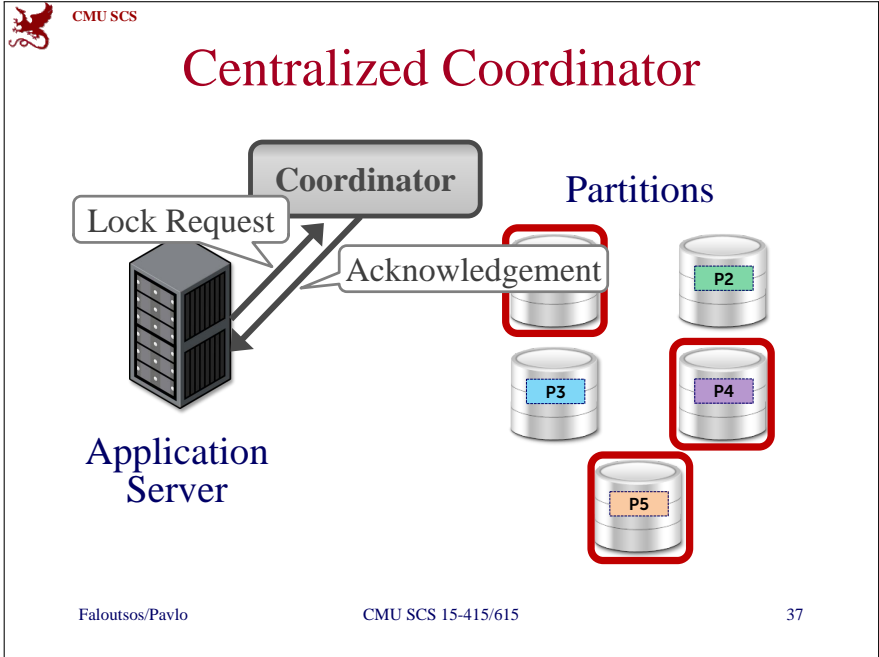 CMU SCS
Centralized Coordinator
Coordinator
Partitions
Lock Request
Acknowledgement
P2
P3
P4
Application
Server
P5
Faloutsos/Pavlo
CMU SCS 15-415/615
37